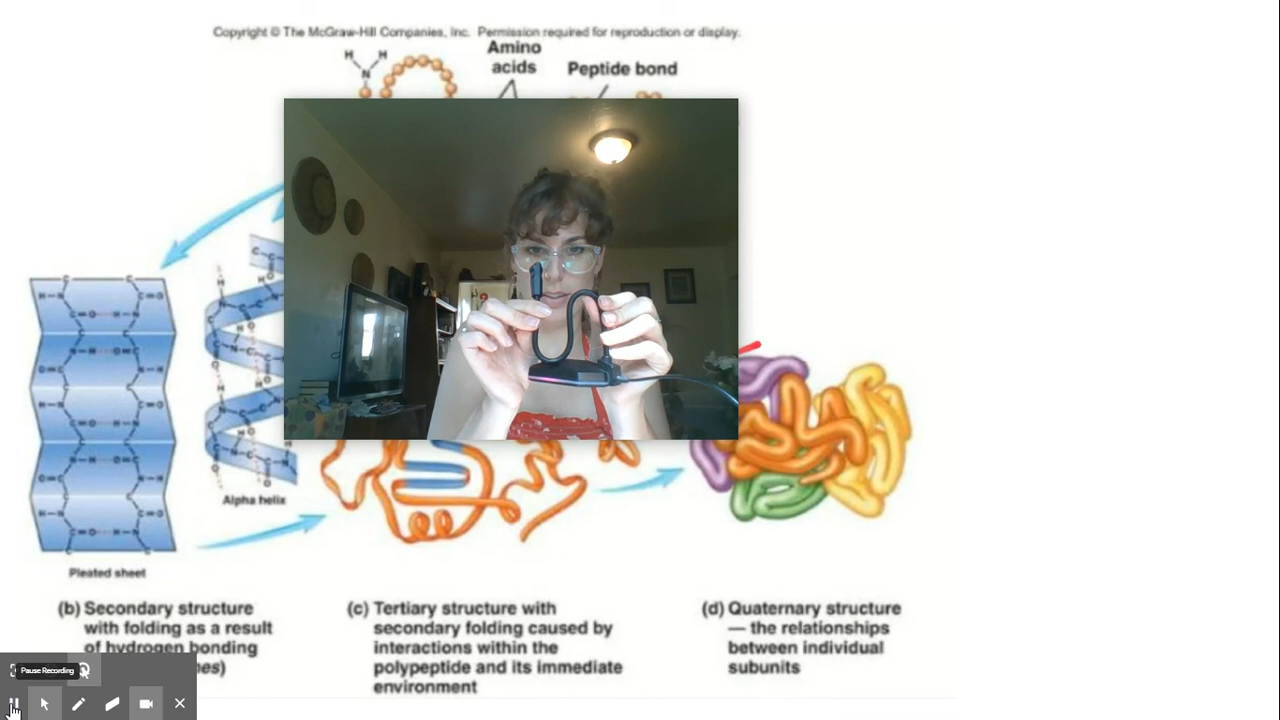 Copyright © The McGraw-Hill Companies, Inc. Permission required for reproduction or display.
Amino
acids
Peptide bond
Alpha helix
Pleated sheet
(b) Secondary structure
with folding as a result
of hydrogen bonding
(c) Tertiary structure with
secondary folding caused by
interactions within the
polypeptide and its immediate
environment
(d) Quaternary structure
— the relationships
between individual
subunits
Pause Recording